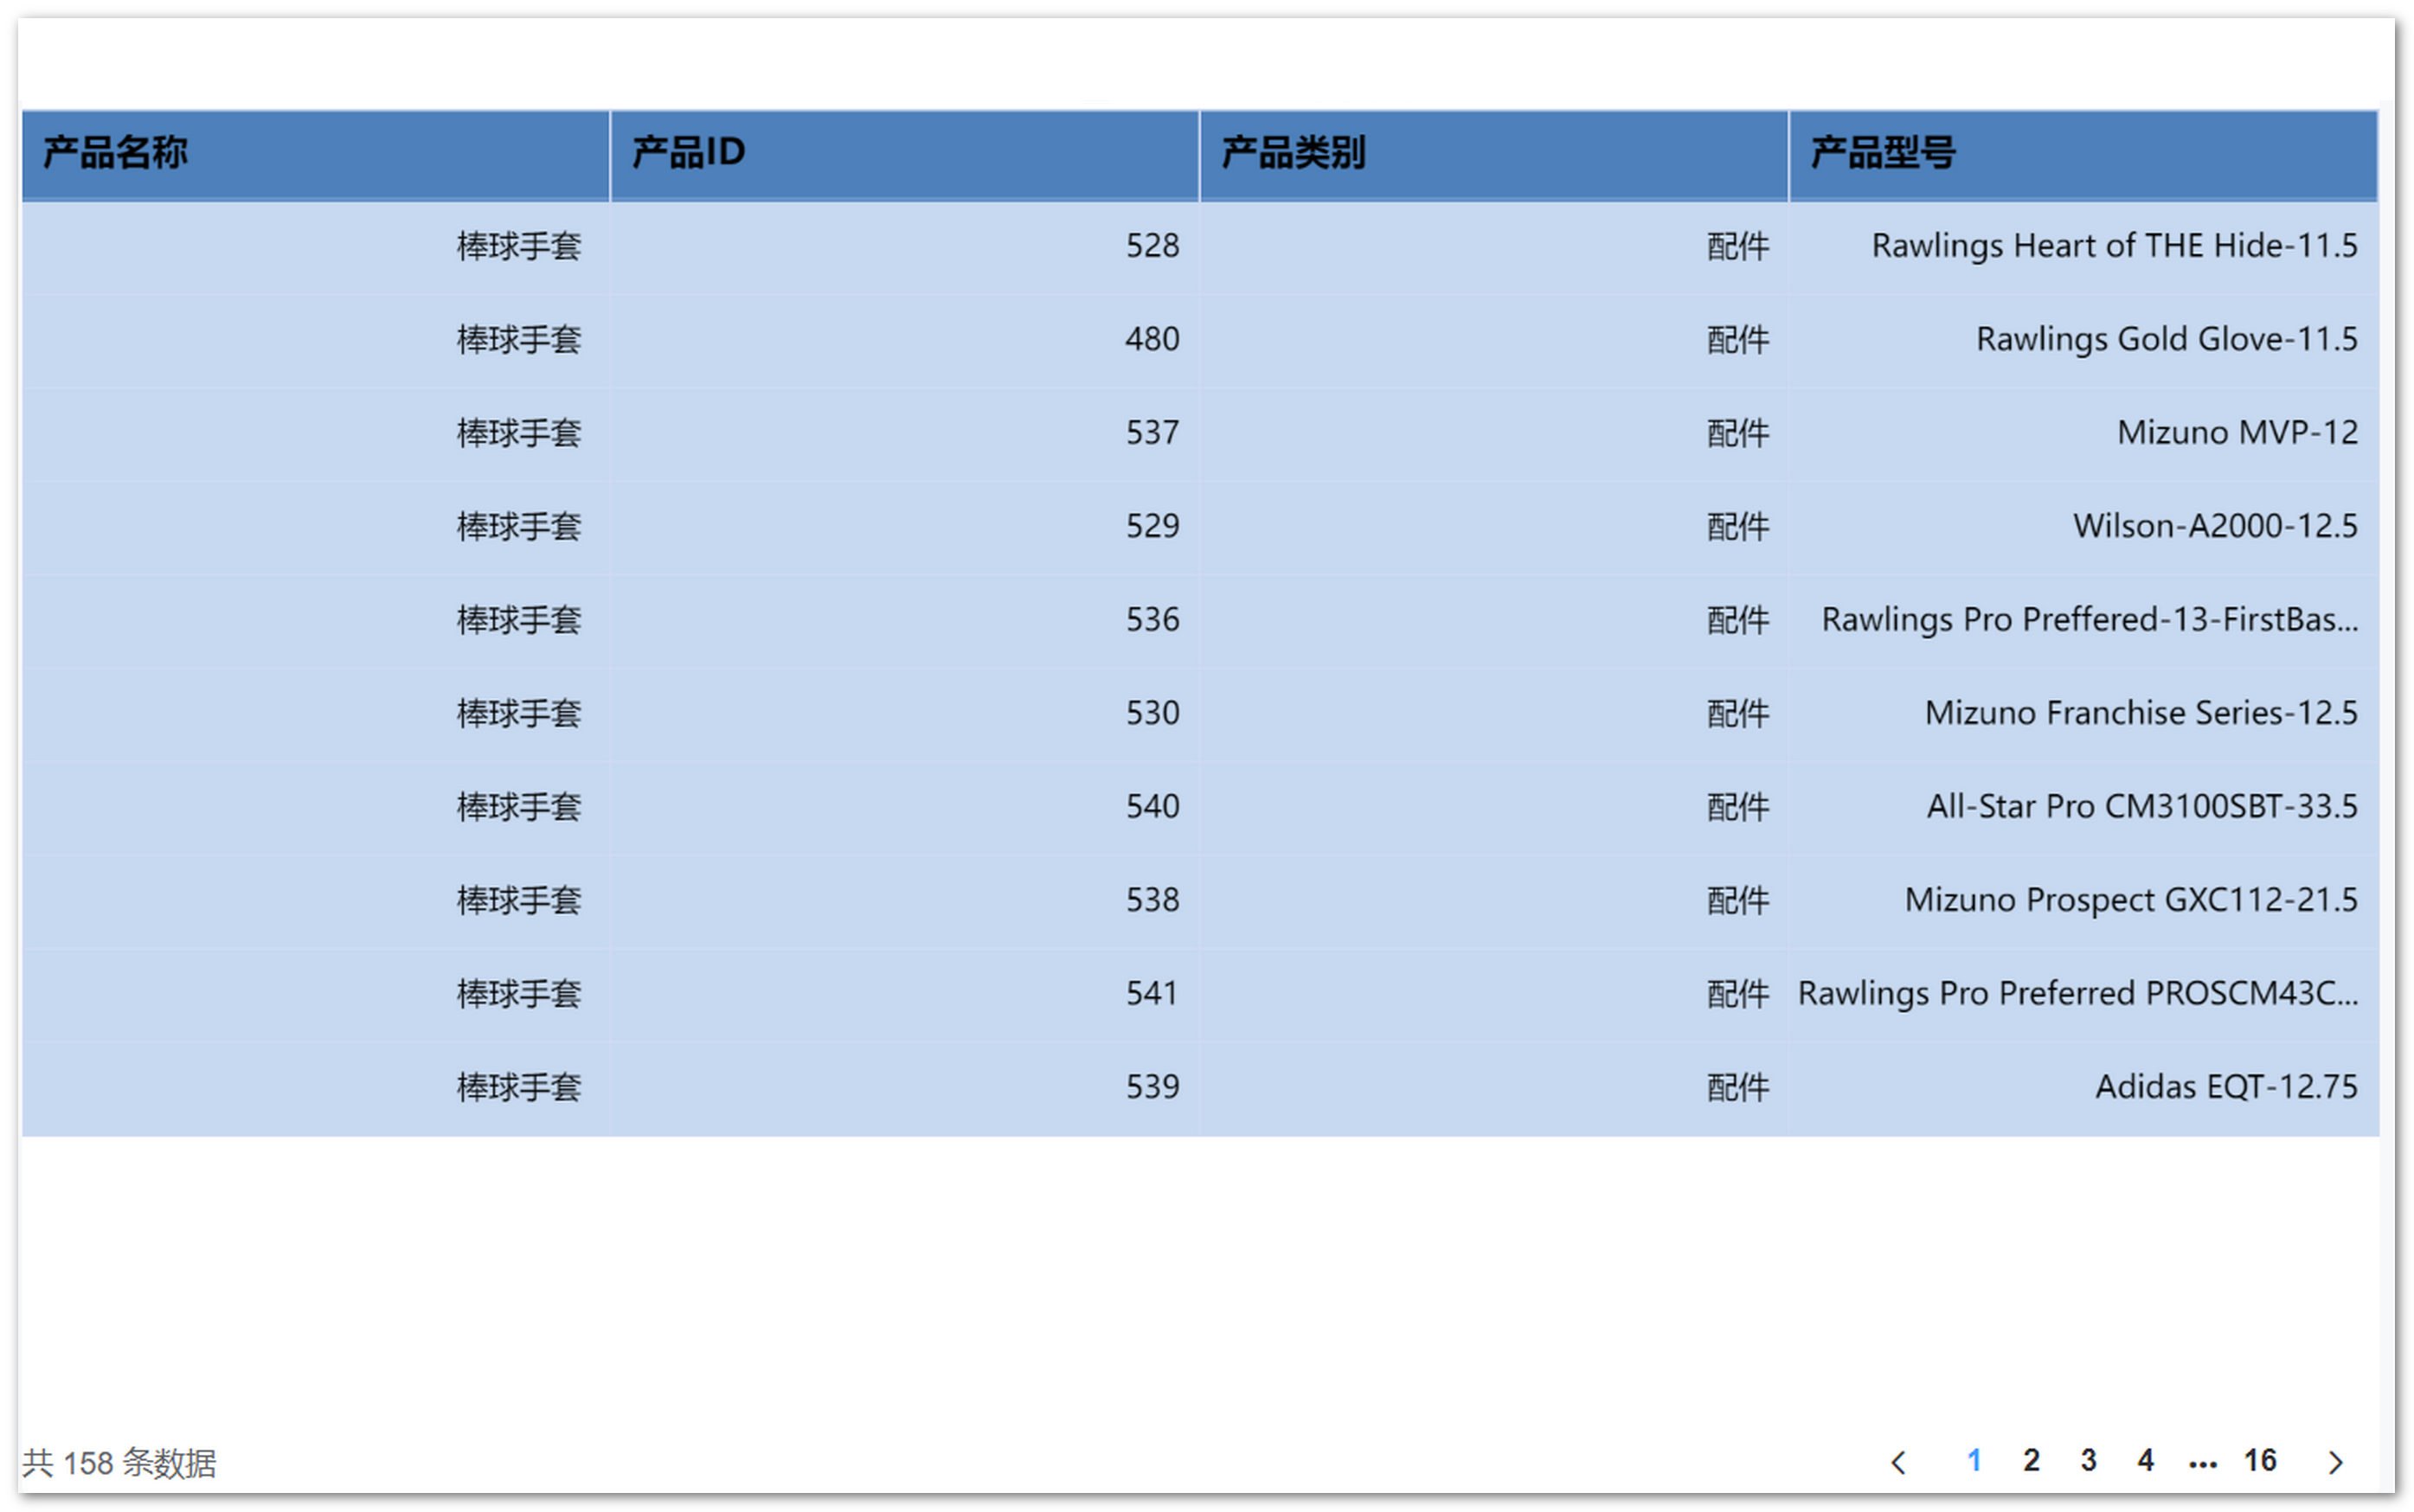 产品名称 产品ID 产品类别 产品型号
棒球手套 528 配件 Rawlings Heart of THE Hide-11.5
棒球手套 480 配件 Rawlings Gold Glove-11.5
棒球手套 537 配件 Mizuno MVP-12
棒球手套 529 配件 Wilson-A2000-12.5
棒球手套 536 配件 Rawlings Pro Preffered-13-FirstBas...
棒球手套 530 配件 Mizuno Franchise Series-12.5
棒球手套 540 配件 All-Star Pro CM3100SBT-33.5
棒球手套 538 配件 Mizuno Prospect GXC112-21.5
棒球手套 541 配件 Rawlings Pro Preferred PROSCM43C...
棒球手套 539 配件 Adidas EQT-12.75
共 158 条数据 < 1 2 3 4 ... 16 >